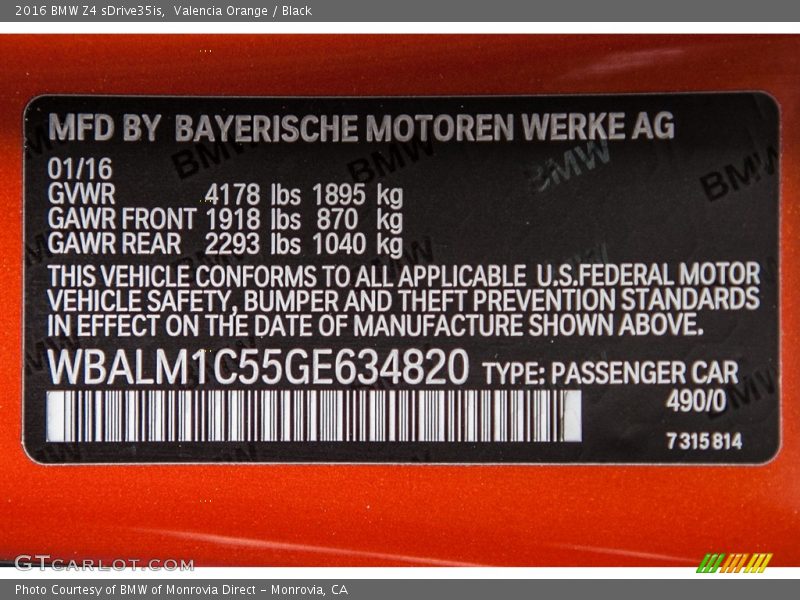 2016 BMW Z4 sDrive35is, Valencia Orange / Black
MFD BY BAYERISCHE MOTOREN WERKE AG
01/16
GVWR 4178 lbs 1895 kg
GAWR FRONT 1918 lbs 870 kg
GAWR REAR 2293 lbs 1040 kg
THIS VEHICLE CONFORMS TO ALL APPLICABLE U.S.FEDERAL MOTOR
VEHICLE SAFETY, BUMPER AND THEFT PREVENTION STANDARDS
IN EFFECT ON THE DATE OF MANUFACTURE SHOWN ABOVE.
WBALM1C55GE634820 TYPE: PASSENGER CAR
490/0
7 315 814
GTCARLOT.COM
Photo Courtesy of BMW of Monrovia Direct - Monrovia, CA